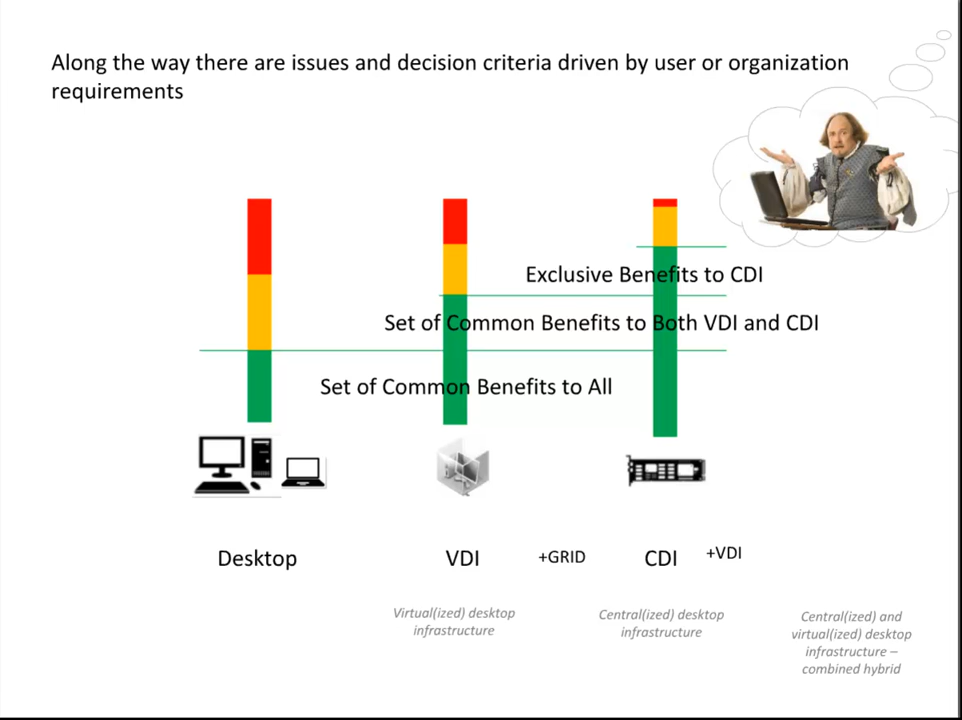 Along the way there are issues and decision criteria driven by user or organization
requirements
Exclusive Benefits to CDI
Set of Common Benefits to Both VDI and CDI
Set of Common Benefits to All
Desktop
VDI
+GRID
CDI
+VDI
Virtual(ized) desktop
infrastructure
Central(ized) desktop
infrastructure
Central(ized) and
virtual(ized) desktop
infrastructure –
combined hybrid